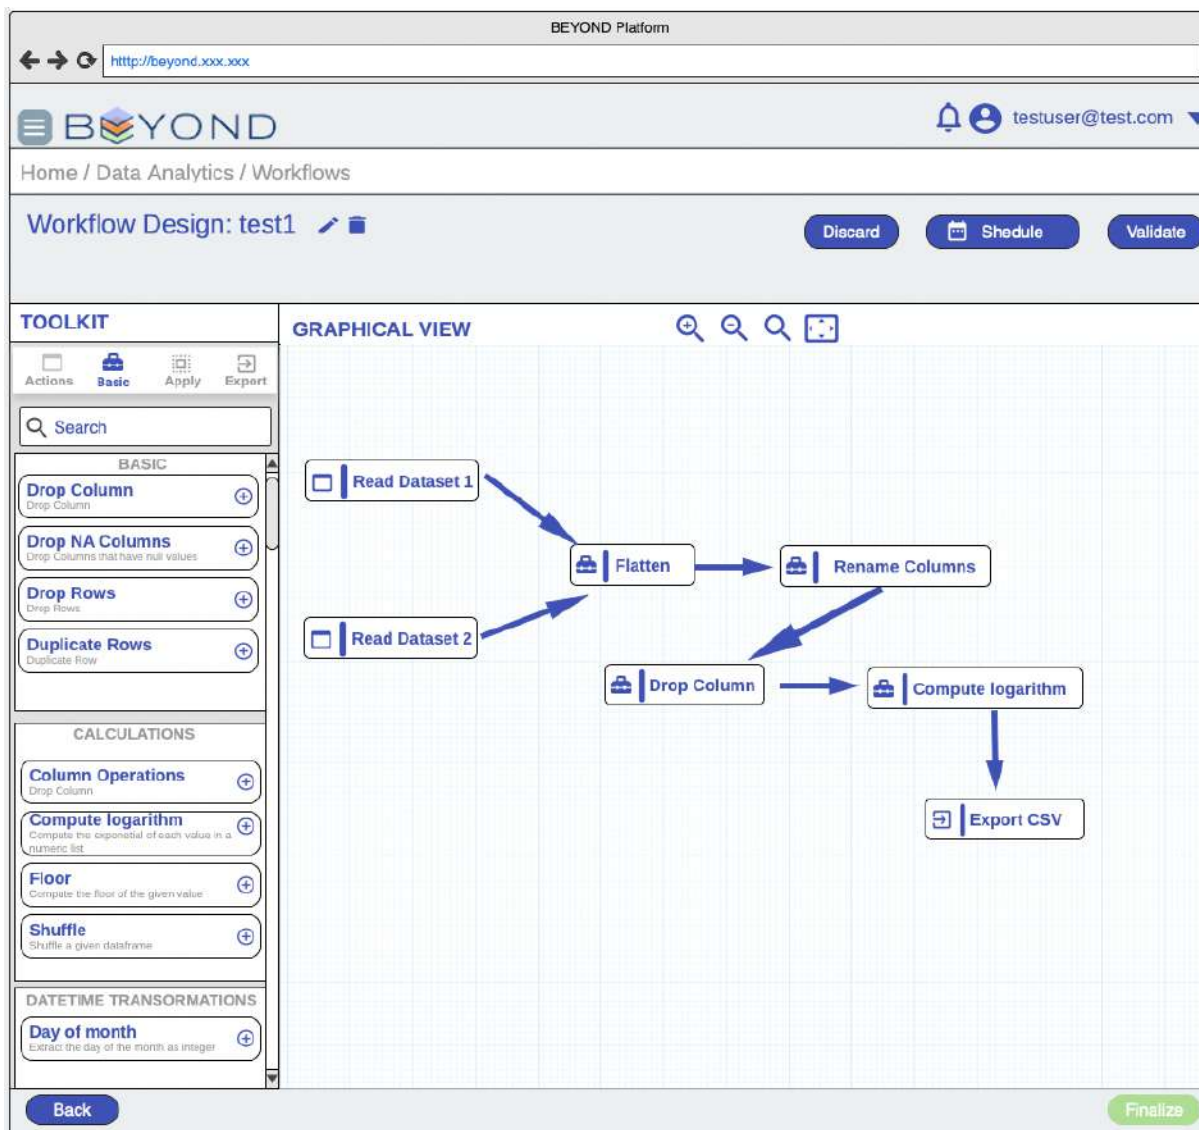 BEYOND Platform
htttp://beyond.xxx.xxx
BEYOND
testuser@test.com
Home / Data Analytics / Workflows
Workflow Design: test1
Discard
Shedule
Validate
TOOLKIT
GRAPHICAL VIEW
Actions
Basic
Apply
Export
Search
BASIC
Drop Column
Drop Column
Drop NA Columns
Drop Columns that have null values
Drop Rows
Drop Rows
Duplicate Rows
Duplicate Row
CALCULATIONS
Column Operations
Drop Column
Compute logarithm
Compute the exponetial of each value in a
numeric list
Floor
Compute the floor of the given value
Shuffle
Shuffle a given dataframe
DATETIME TRANSORMATIONS
Day of month
Extract the day of the month as integer
Read Dataset 1
Flatten
Rename Columns
Read Dataset 2
Drop Column
Compute logarithm
Export CSV
Back
Finalize